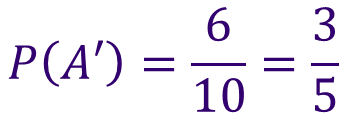 P(A′) = 6/10 = 3/5